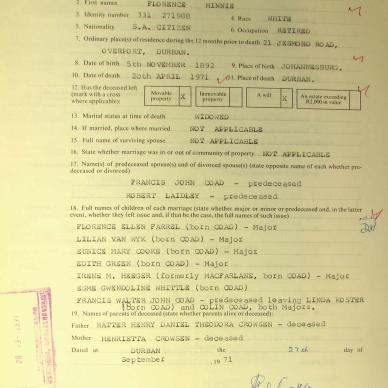 2. First names FLORENCE MINNIE
3. Identity number 331 271908 4. Race WHITE
5. Nationality S.A. CITIZEN 6. Occupation RETIRED
7. Ordinary place(s) of residence during the 12 months prior to death 21 JESMOND ROAD,
OVERPORT, DURBAN.
8. Date of birth 5th NOVEMBER 1892 9. Place of birth JOHANNESBURG.
10. Date of death 20th APRIL 1971 11. Place of death DURBAN.
12. Has the deceased left (mark with a cross where applicable): Movable property X Immovable property A will X An estate exceeding R2,000 in value
13. Marital status at time of death WIDOWED
14. If married, place where married NOT APPLICABLE
15. Full name of surviving spouse NOT APPLICABLE
16. State whether marriage was in or out of community of property NOT APPLICABLE
17. Name(s) of predeceased spouse(s) and of divorced spouse(s) (state opposite name of each whether pre-
deceased or divorced)
FRANCIS JOHN COAD - predeceased
ROBERT LAIDLEY - predeceased
18. Full names of children of each marriage (state whether major or minor or predeceased and, in the latter
event, whether they left issue and, if that be the case, the full names of such issue)
FLORENCE ELLEN FARREL (born COAD) - Major
LILIAN VAN WYK (born COAD) - Major
EUNICE MARY COOKE (born COAD) - Major
EDITH GREEN (born COAD) - Major
IRENE M. HEEGER (formerly MACFARLANE, born COAD) - Major
ESME GWENDOLINE WHITTLE (born COAD)
FRANCIS WALTER JOHN COAD - predeceased leaving LINDA KOSTER
(born COAD) and COLIN COAD, both Majors.
19. Names of parents of deceased (state whether parents alive or deceased):
Father HATTER HENRY DANIEL THEODORA CROWSEN - deceased
Mother HENRIETTA CROWSEN - deceased
Dated at DURBAN the 27th day of
September, 1971